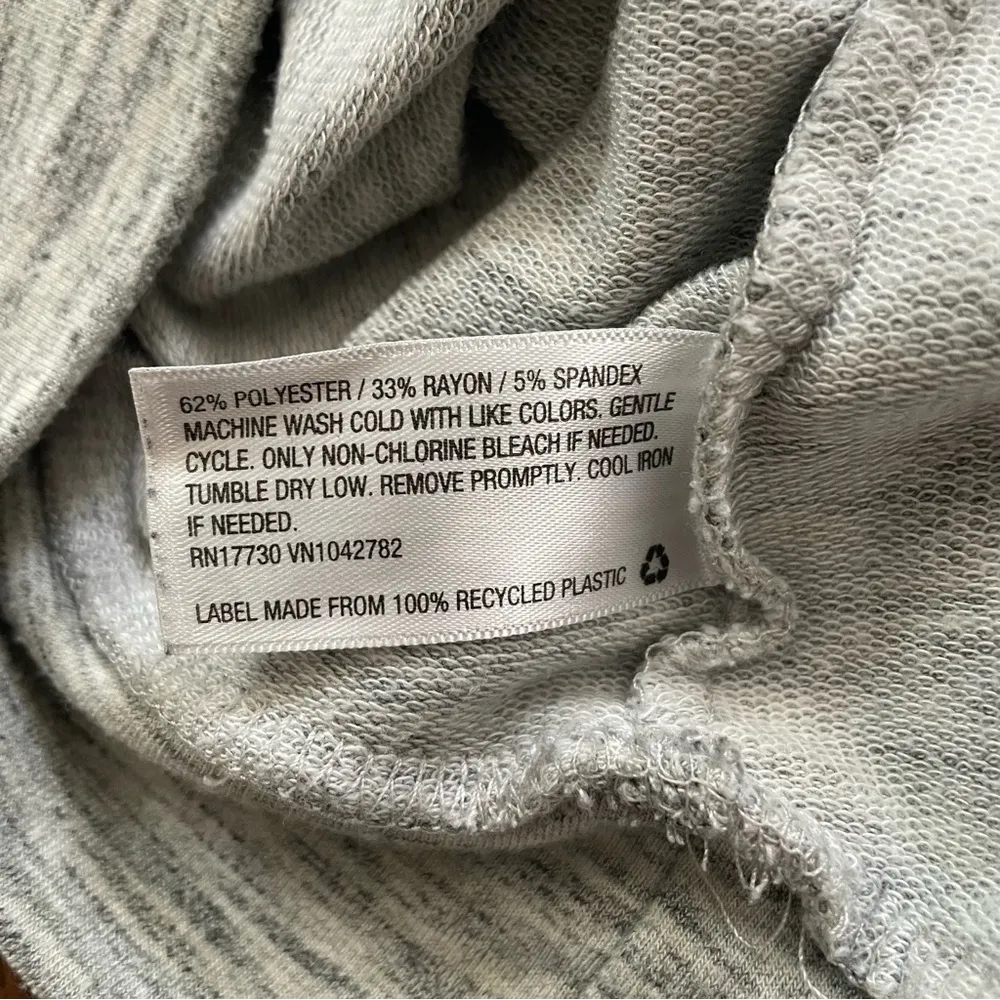 62% POLYESTER / 33% RAYON / 5% SPANDEX
MACHINE WASH COLD WITH LIKE COLORS. GENTLE
CYCLE. ONLY NON-CHLORINE BLEACH IF NEEDED.
TUMBLE DRY LOW. REMOVE PROMPTLY. COOL IRON
IF NEEDED.
RN17730 VN1042782
LABEL MADE FROM 100% RECYCLED PLASTIC